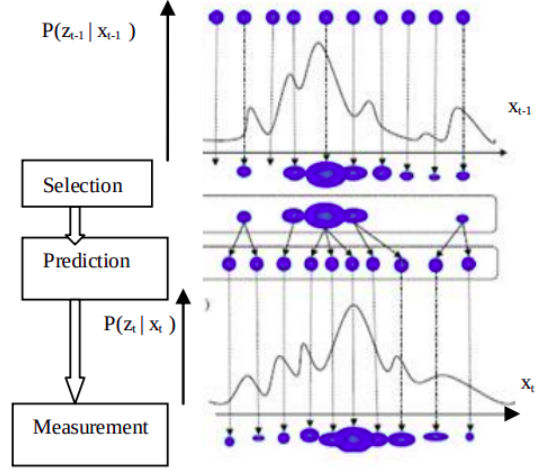 P(zt-1 | xt-1)
xt-1
Selection
Prediction
P(zt | xt)
)
xt
Measurement